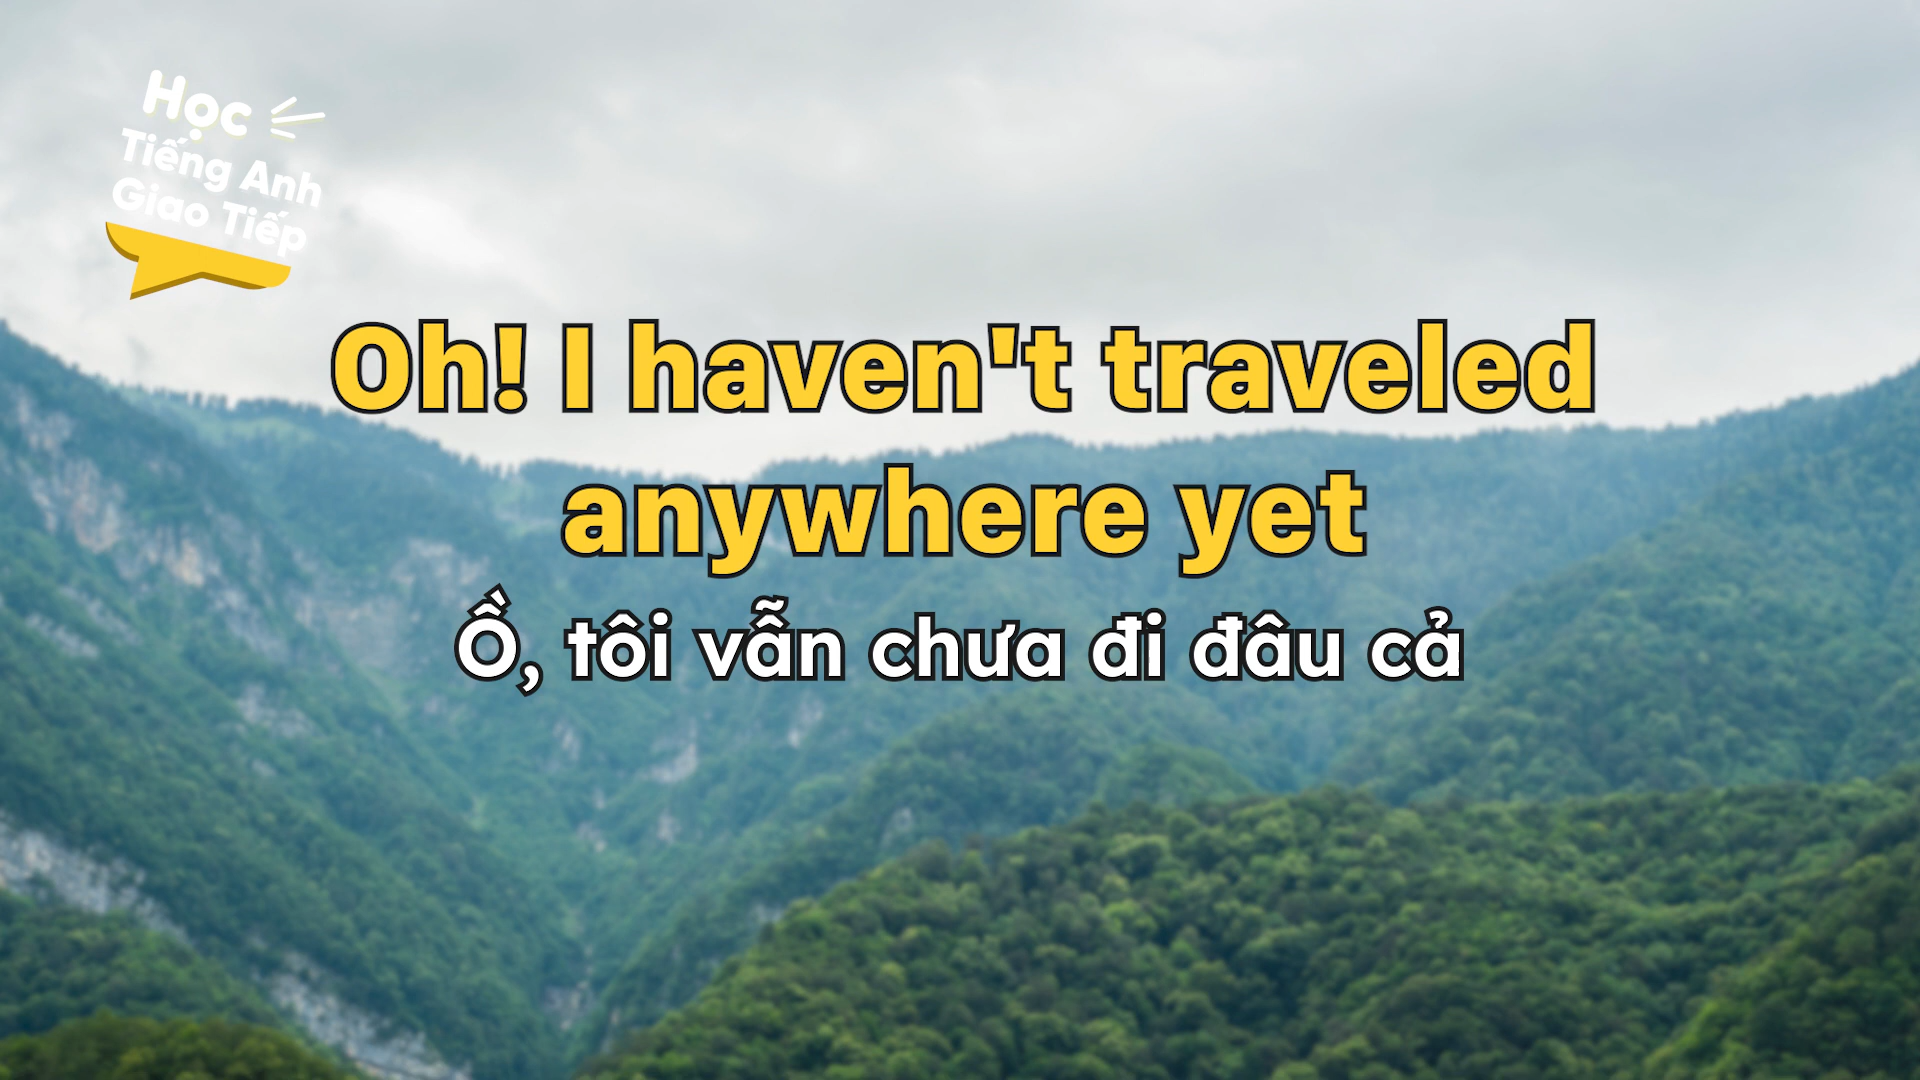 Học
Tiếng Anh
Giao Tiếp
Oh! I haven't traveled
anywhere yet
Ồ, tôi vẫn chưa đi đâu cả